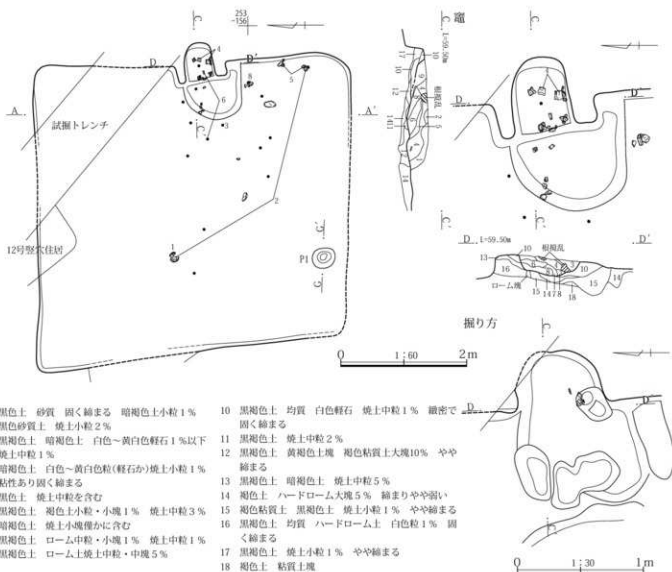 253
-156
竈
C
C'
D
D'
A
A'
試掘トレンチ
12号竪穴住居
P1
G
G'
1
2
3
4
5
6
8
L=59.50m
根攪乱
C
C'
D
D'
D L=59.50m D'
根攪乱
ローム塊
掘り方
C
C'
D
D'
0 1:60 2m
0 1:30 1m
黒色土 砂質 固く締まる 暗褐色土小粒1%
黒色砂質土 焼土小粒2%
黒褐色土 暗褐色土 白色～黄白色軽石1%以下
焼土中粒1%
暗褐色土 白色～黄白色粒(軽石か)焼土小粒1%
粘性あり固く締まる
黒色土 焼土中粒を含む
黒褐色土 褐色土小粒・小塊1% 焼土中粒3%
暗褐色土 焼土小塊僅かに含む
黒褐色土 ローム中粒・小塊1% 焼土中粒1%
黒褐色土 ローム土焼土中粒・中塊5%
10 黒褐色土 均質 白色軽石 焼土中粒1% 緻密で
固く締まる
11 黒褐色土 焼土中粒2%
12 黒褐色土 黄褐色土塊 褐色粘質土大塊10% やや
締まる
13 黒褐色土 暗褐色土 焼土中粒5%
14 褐色土 ハードローム大塊5% 締まりやや弱い
15 褐色粘質土 黒褐色土 焼土小粒1% やや締まる
16 黒褐色土 均質 ハードローム土 白色粒1% 固
く締まる
17 黒褐色土 焼土小粒1% やや締まる
18 褐色土 粘質土塊